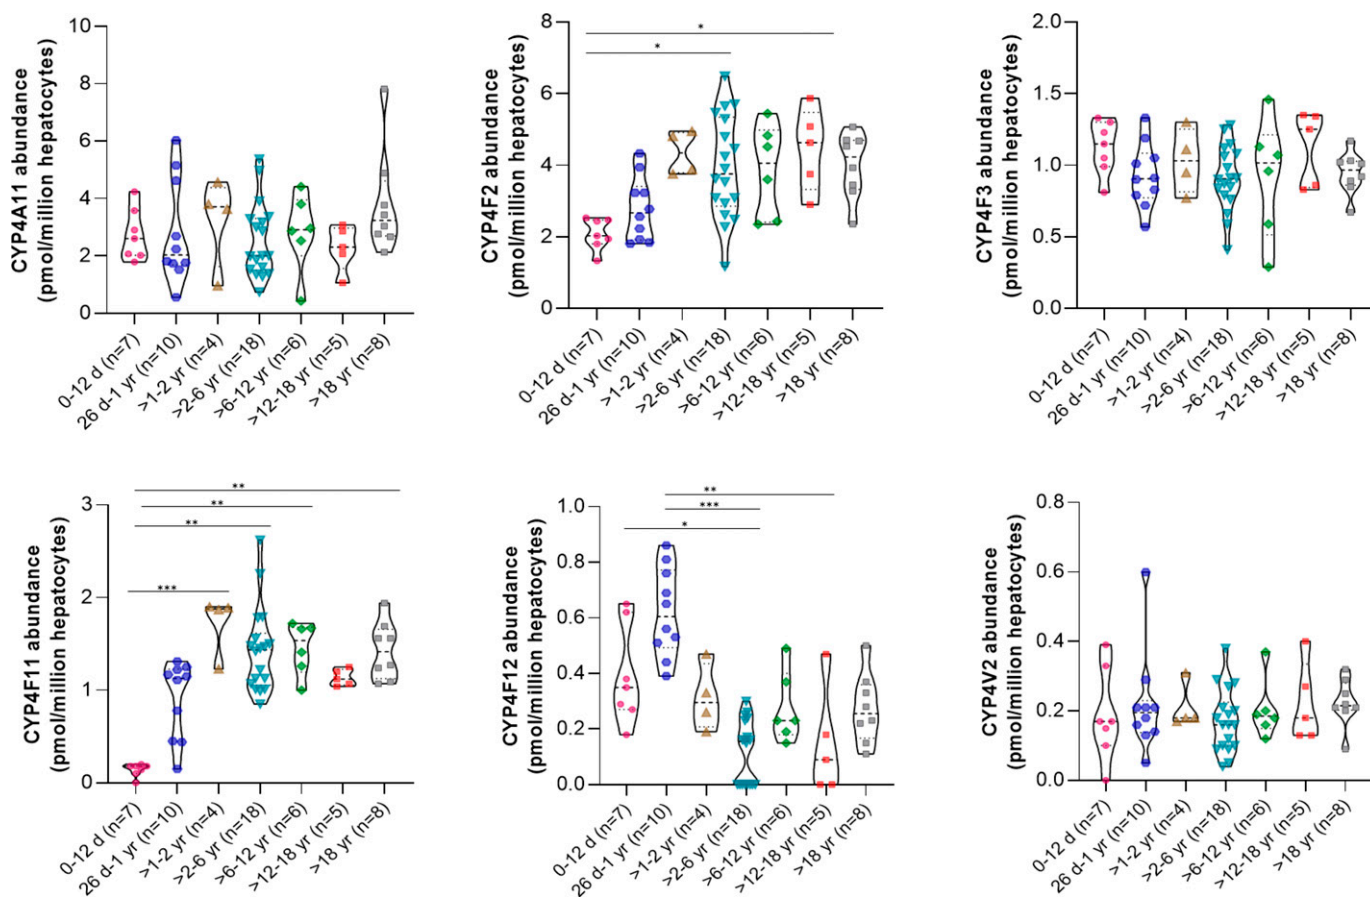 CYP4A11 abundance
(pmol/million hepatocytes)
10
8
6
4
2
0
0-12 d (n=7)
26 d-1 yr (n=10)
>1-2 yr (n=4)
>2-6 yr (n=18)
>6-12 yr (n=6)
>12-18 yr (n=5)
>18 yr (n=8)
CYP4F2 abundance
(pmol/million hepatocytes)
8
6
4
2
0
*
*
0-12 d (n=7)
26 d-1 yr (n=10)
>1-2 yr (n=4)
>2-6 yr (n=18)
>6-12 yr (n=6)
>12-18 yr (n=5)
>18 yr (n=8)
CYP4F3 abundance
(pmol/million hepatocytes)
2.0
1.5
1.0
0.5
0.0
0-12 d (n=7)
26 d-1 yr (n=10)
>1-2 yr (n=4)
>2-6 yr (n=18)
>6-12 yr (n=6)
>12-18 yr (n=5)
>18 yr (n=8)
CYP4F11 abundance
(pmol/million hepatocytes)
3
2
1
0
**
**
**
***
0-12 d (n=7)
26 d-1 yr (n=10)
>1-2 yr (n=4)
>2-6 yr (n=18)
>6-12 yr (n=6)
>12-18 yr (n=5)
>18 yr (n=8)
CYP4F12 abundance
(pmol/million hepatocytes)
1.0
0.8
0.6
0.4
0.2
0.0
**
***
*
0-12 d (n=7)
26 d-1 yr (n=10)
>1-2 yr (n=4)
>2-6 yr (n=18)
>6-12 yr (n=6)
>12-18 yr (n=5)
>18 yr (n=8)
CYP4V2 abundance
(pmol/million hepatocytes)
0.8
0.6
0.4
0.2
0.0
0-12 d (n=7)
26 d-1 yr (n=10)
>1-2 yr (n=4)
>2-6 yr (n=18)
>6-12 yr (n=6)
>12-18 yr (n=5)
>18 yr (n=8)